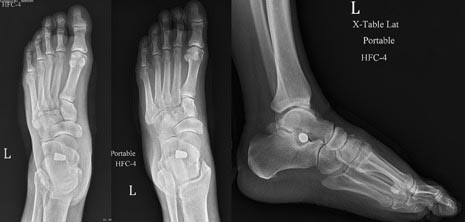 HFC-4
L
Portable
HFC-4
L
L
X-Table Lat
Portable
HFC-4